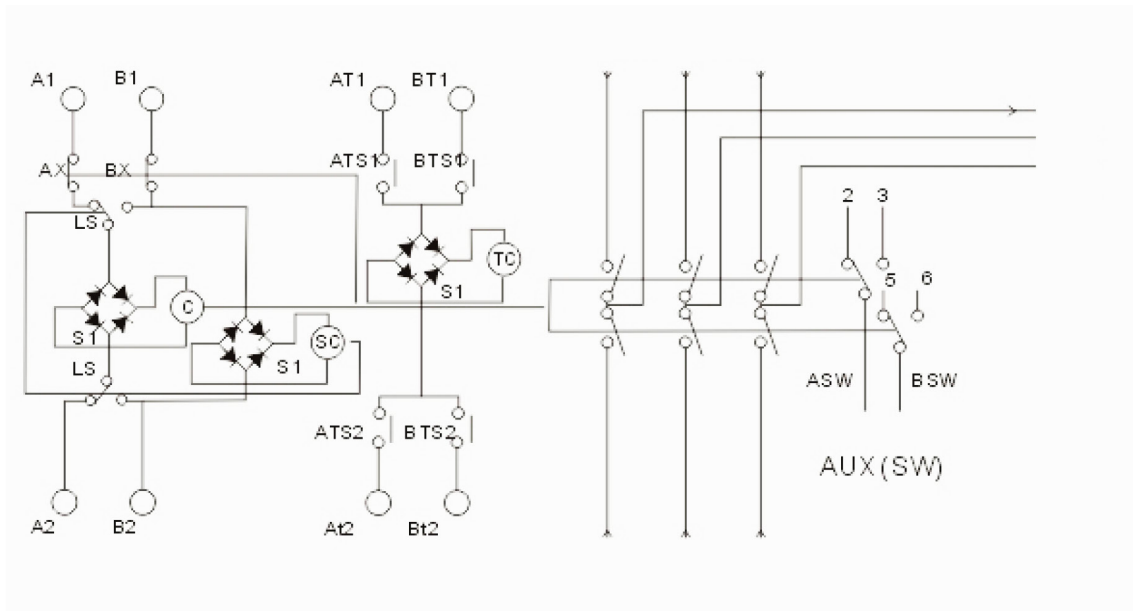 A1 B1 AT1 BT1
AX BX ATS1 BTS1
2 3
LS
TC
S1
5 6
C
S1
SC
S1
LS
ASW BSW
ATS2 BTS2
AUX(SW)
A2 B2 At2 Bt2